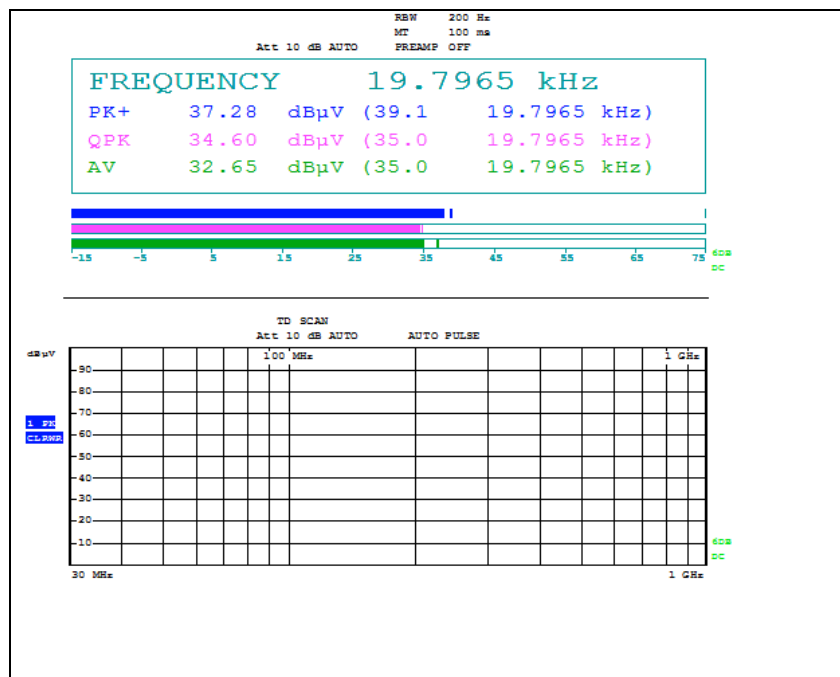 RBW 200 Hz
MT 100 ms
Att 10 dB AUTO PREAMP OFF
FREQUENCY 19.7965 kHz
PK+ 37.28 dBµV (39.1 19.7965 kHz)
QPK 34.60 dBµV (35.0 19.7965 kHz)
AV 32.65 dBµV (35.0 19.7965 kHz)
-15 -5 5 15 25 35 45 55 65 75
6DB
DC
TD SCAN
Att 10 dB AUTO AUTO PULSE
dBµV 100 MHz 1 GHz
90
80
70
1 PK
CLRWR
60
50
40
30
20
10
6DB
DC
30 MHz 1 GHz